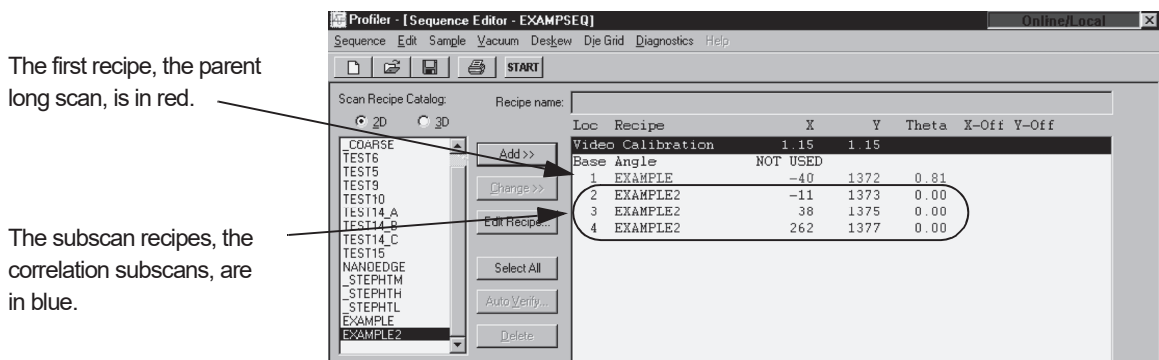 Profiler - [Sequence Editor - EXAMPSEQ]
Online/Local
Sequence Edit Sample Vacuum Deskew Die Grid Diagnostics Help
START
The first recipe, the parent
long scan, is in red.
Scan Recipe Catalog:
2D 3D
_COARSE
TEST6
TEST5
TEST9
TEST10
TEST14_A
TEST14_B
TEST14_C
TEST15
NANOEDGE
_STEPHTM
_STEPHTH
_STEPHTL
EXAMPLE
EXAMPLE2
Add >>
Change >>
Edit Recipe...
Select All
Auto Verify...
Delete
Recipe name:
Loc Recipe X Y Theta X-Off Y-Off
Video Calibration 1.15 1.15
Base Angle NOT USED
1 EXAMPLE -40 1372 0.81
2 EXAMPLE2 -11 1373 0.00
3 EXAMPLE2 38 1375 0.00
4 EXAMPLE2 262 1377 0.00
The subscan recipes, the
correlation subscans, are
in blue.